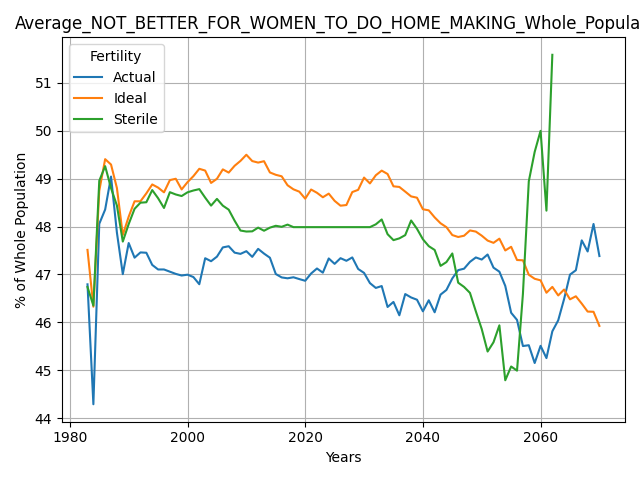 Average_NOT_BETTER_FOR_WOMEN_TO_DO_HOME_MAKING_Whole_Popula
Fertility
Actual
Ideal
Sterile
% of Whole Population
51
50
49
48
47
46
45
44
1980
2000
2020
2040
2060
Years